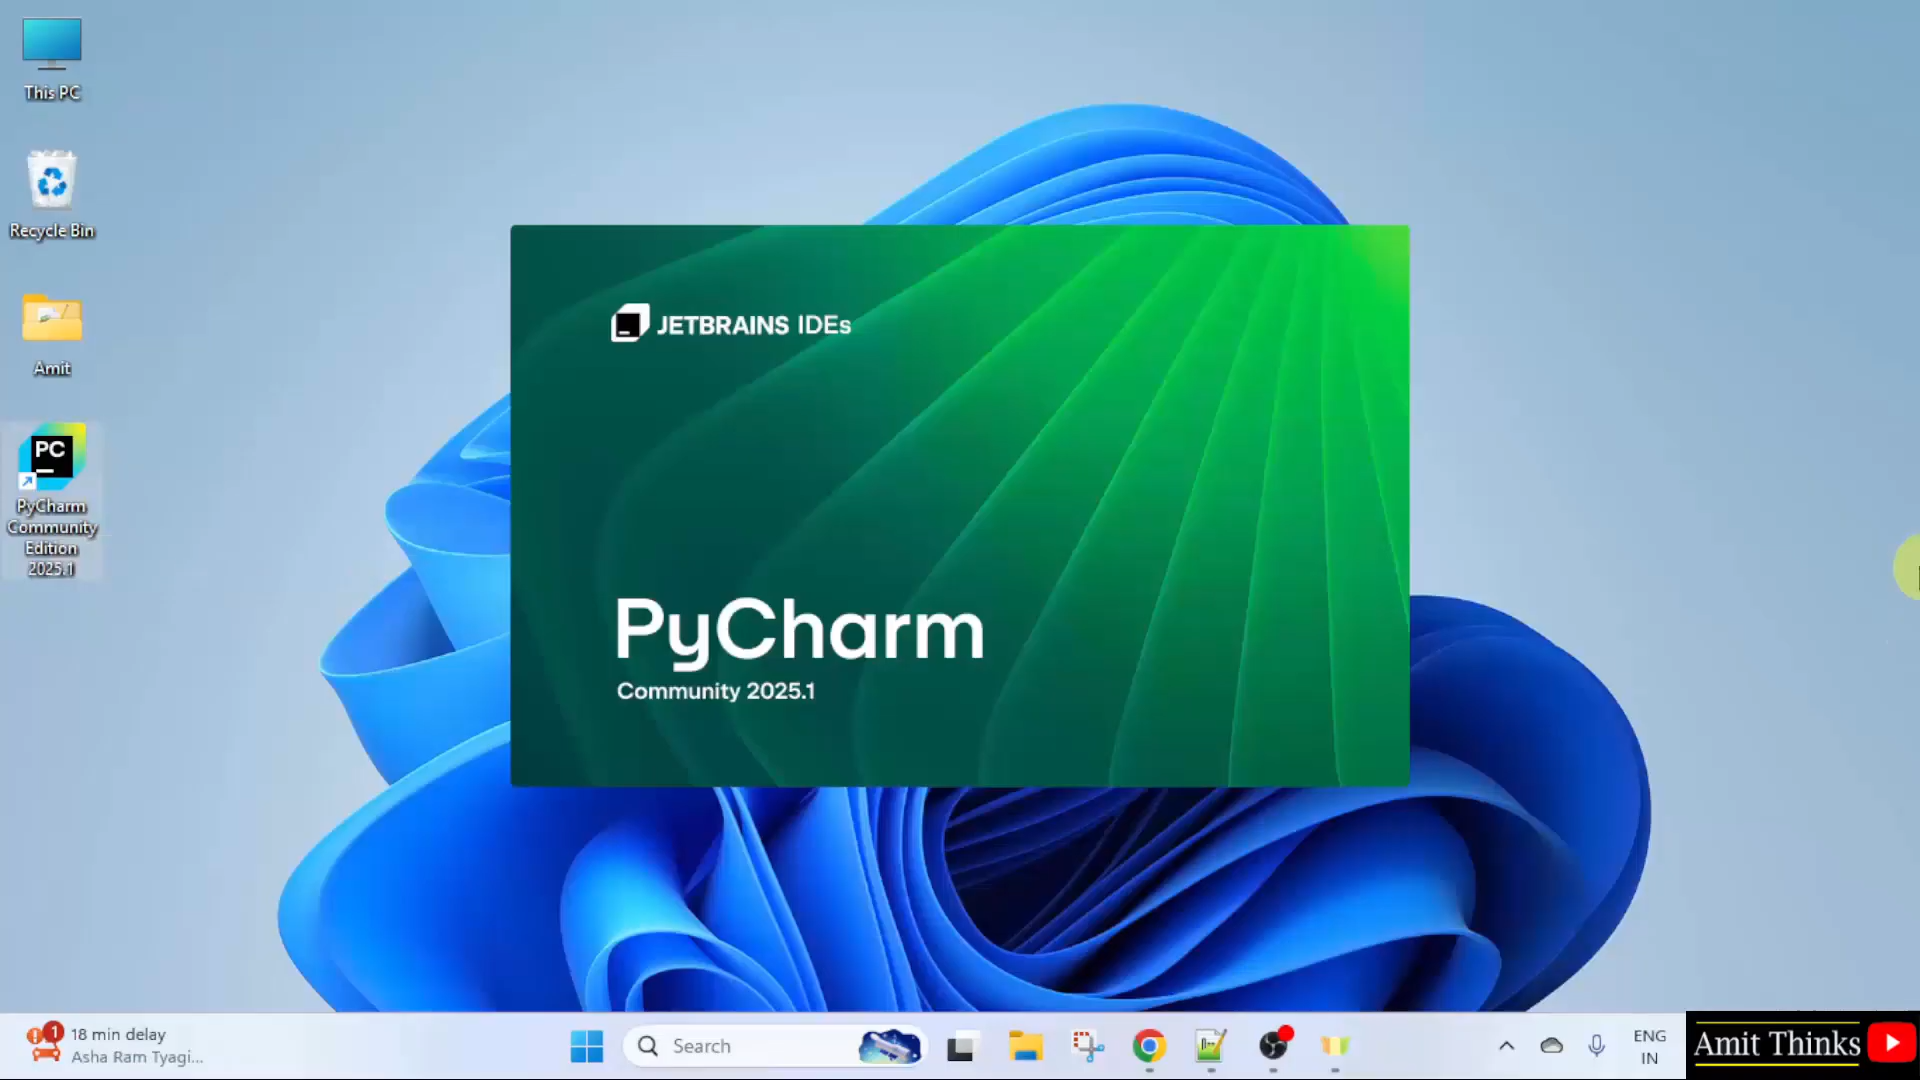 This PC
Recycle Bin
Amit
PC
PyCharm
Community
Edition
2025.1
JETBRAINS IDEs
PyCharm
Community 2025.1
1
18 min delay
Asha Ram Tyagi...
Search
ENG
IN
Amit Thinks